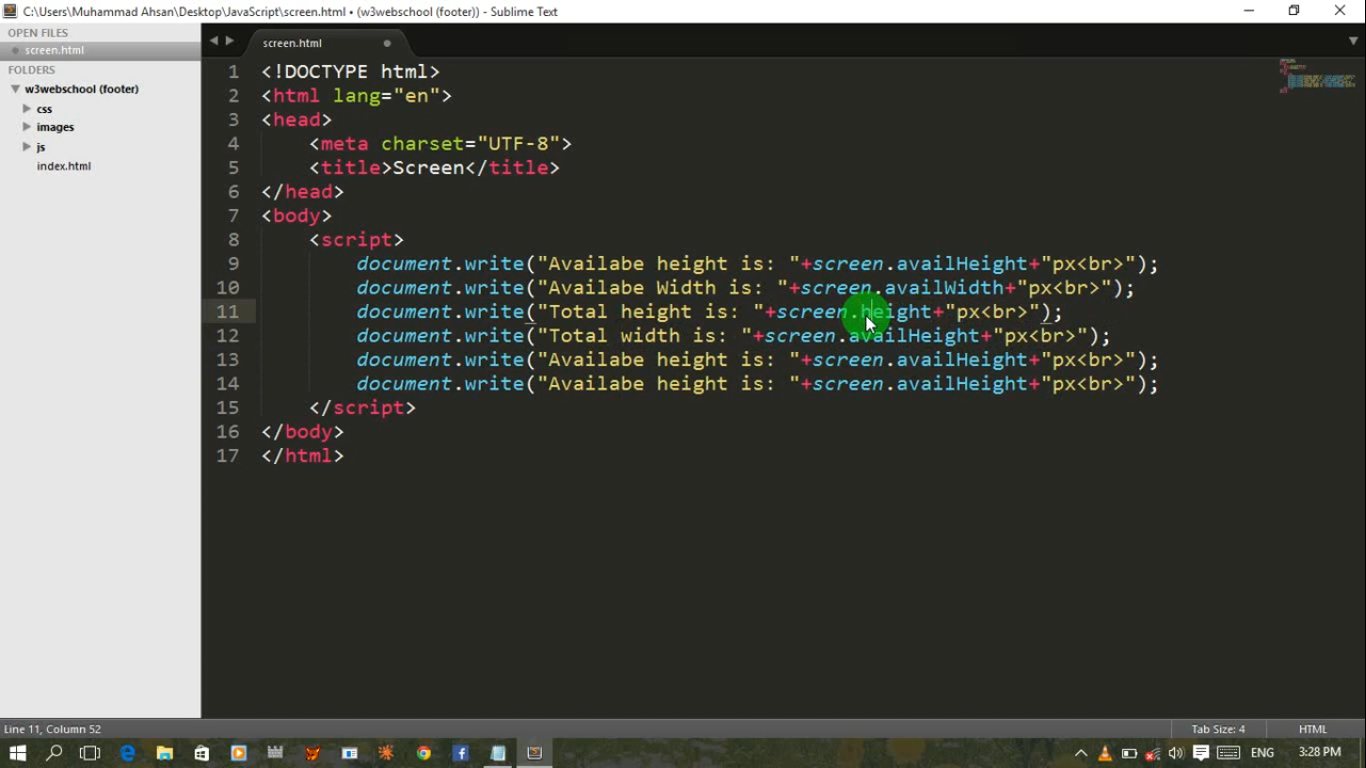 C:\Users\Muhammad Ahsan\Desktop\JavaScript\screen.html • (w3webschool (footer)) - Sublime Text
OPEN FILES
screen.html
FOLDERS
w3webschool (footer)
css
images
js
index.html
screen.html
1 <!DOCTYPE html>
2 <html lang="en">
3 <head>
4 <meta charset="UTF-8">
5 <title>Screen</title>
6 </head>
7 <body>
8 <script>
9 document.write("Availabe height is: "+screen.availHeight+"px<br>");
10 document.write("Availabe Width is: "+screen.availWidth+"px<br>");
11 document.write("Total height is: "+screen.height+"px<br>");
12 document.write("Total width is: "+screen.availHeight+"px<br>");
13 document.write("Availabe height is: "+screen.availHeight+"px<br>");
14 document.write("Availabe height is: "+screen.availHeight+"px<br>");
15 </script>
16 </body>
17 </html>
Line 11, Column 52
Tab Size: 4
HTML
ENG
3:28 PM